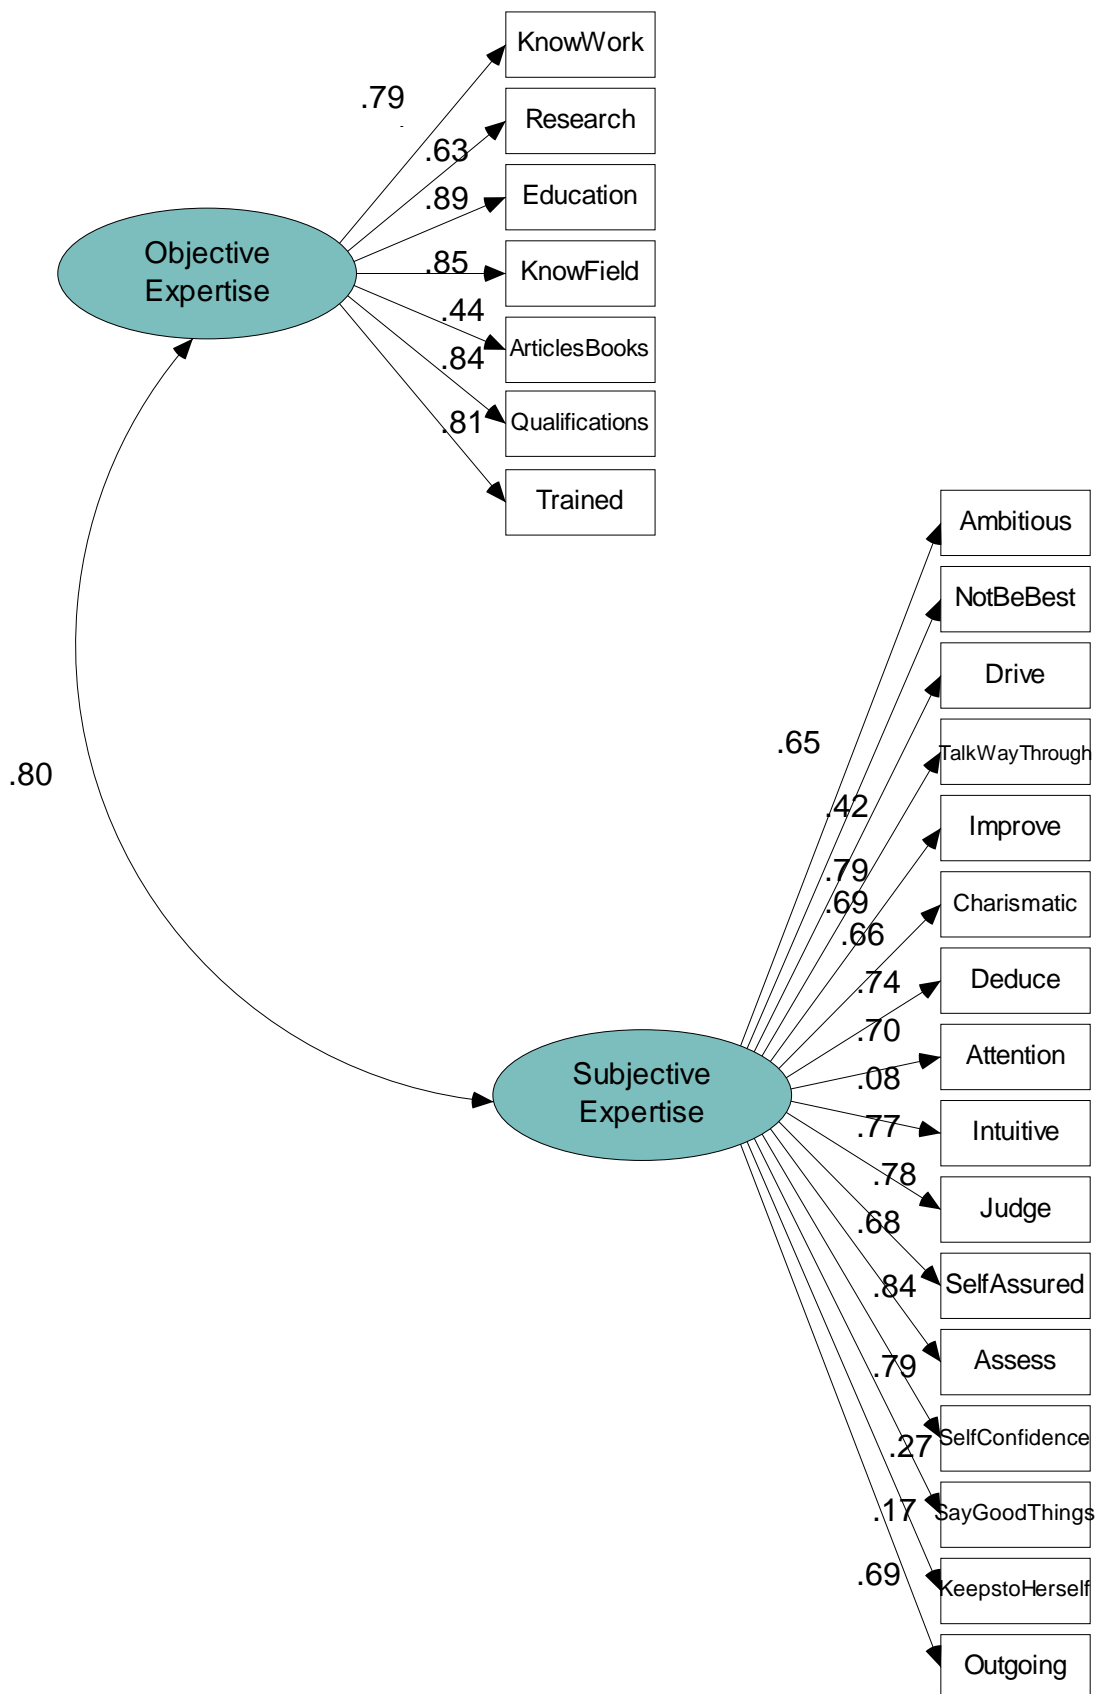 KnowWork
.79
Research
.63
Education
.89
Objective
Expertise
.85
KnowField
.44
ArticlesBooks
.84
Qualifications
.81
Trained
Ambitious
NotBeBest
Drive
.65
TalkWayThrough
.80
.42
Improve
.79
.69
Charismatic
.66
.74
Deduce
.70
Attention
Subjective
Expertise
.08
.77
Intuitive
.78
Judge
.68
SelfAssured
.84
Assess
.79
SelfConfidence
.27
SayGoodThings
.17
KeepstoHerself
.69
Outgoing